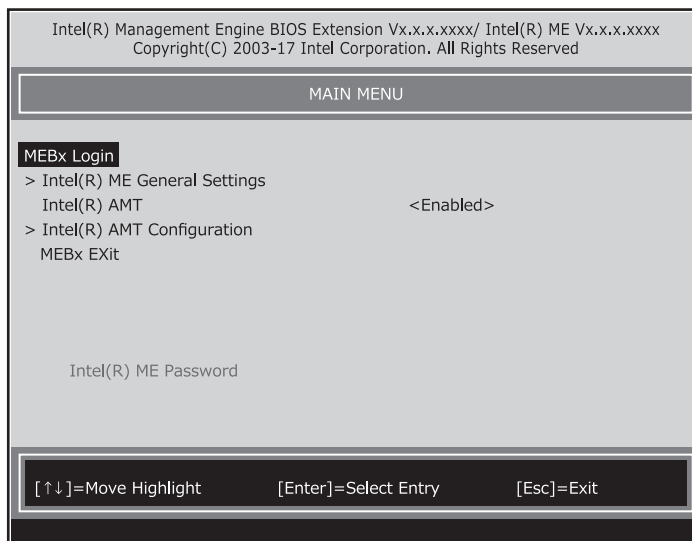 Intel(R) Management Engine BIOS Extension Vx.x.x.xxxx/ Intel(R) ME Vx.x.x.xxxx
Copyright(C) 2003-17 Intel Corporation. All Rights Reserved
MAIN MENU
MEBx Login
> Intel(R) ME General Settings
Intel(R) AMT <Enabled>
> Intel(R) AMT Configuration
MEBx EXit
Intel(R) ME Password
[↑↓]=Move Highlight [Enter]=Select Entry [Esc]=Exit